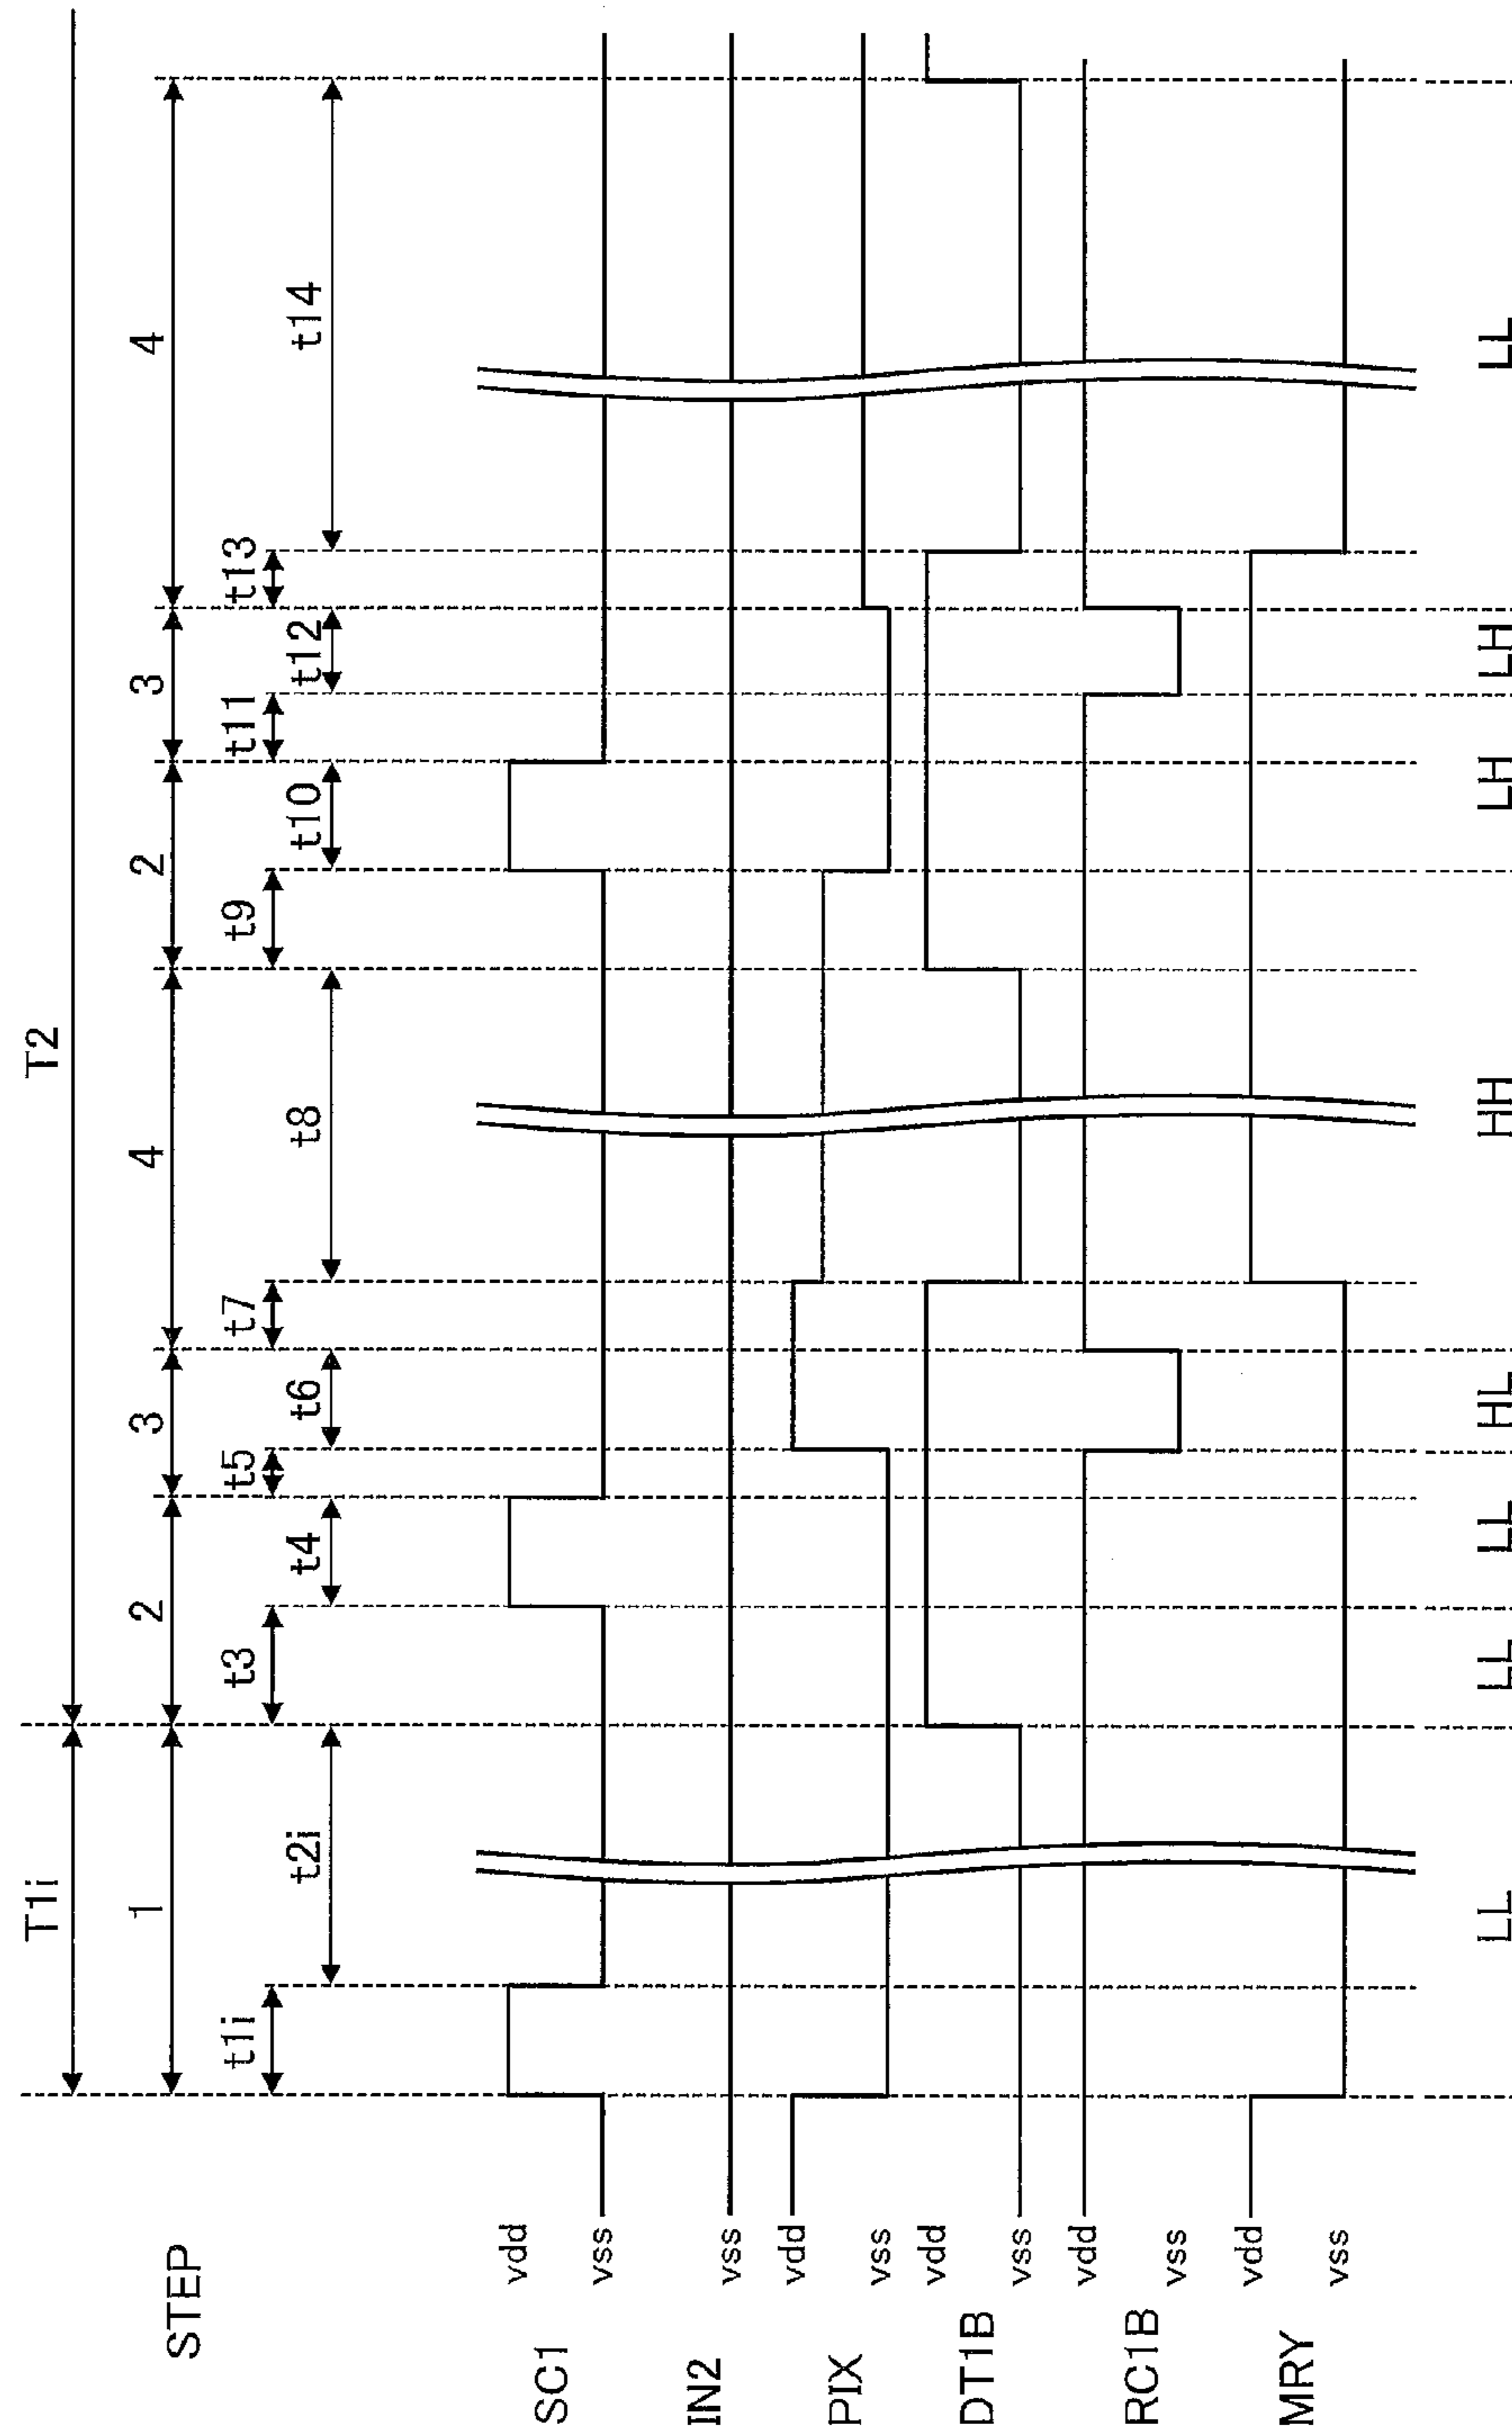 T1i T2
STEP 1 2 3 4 2 3 4
t1i t3 t5 t7 t9 t11 t13
t2i t4 t6 t8 t10 t12 t14
SC1 vdd
vss
IN2 vss
PIX vdd
vss
DT1B vdd
vss
RC1B vdd
vss
MRY vdd
vss
LL LL LL HL HH LH LH LL